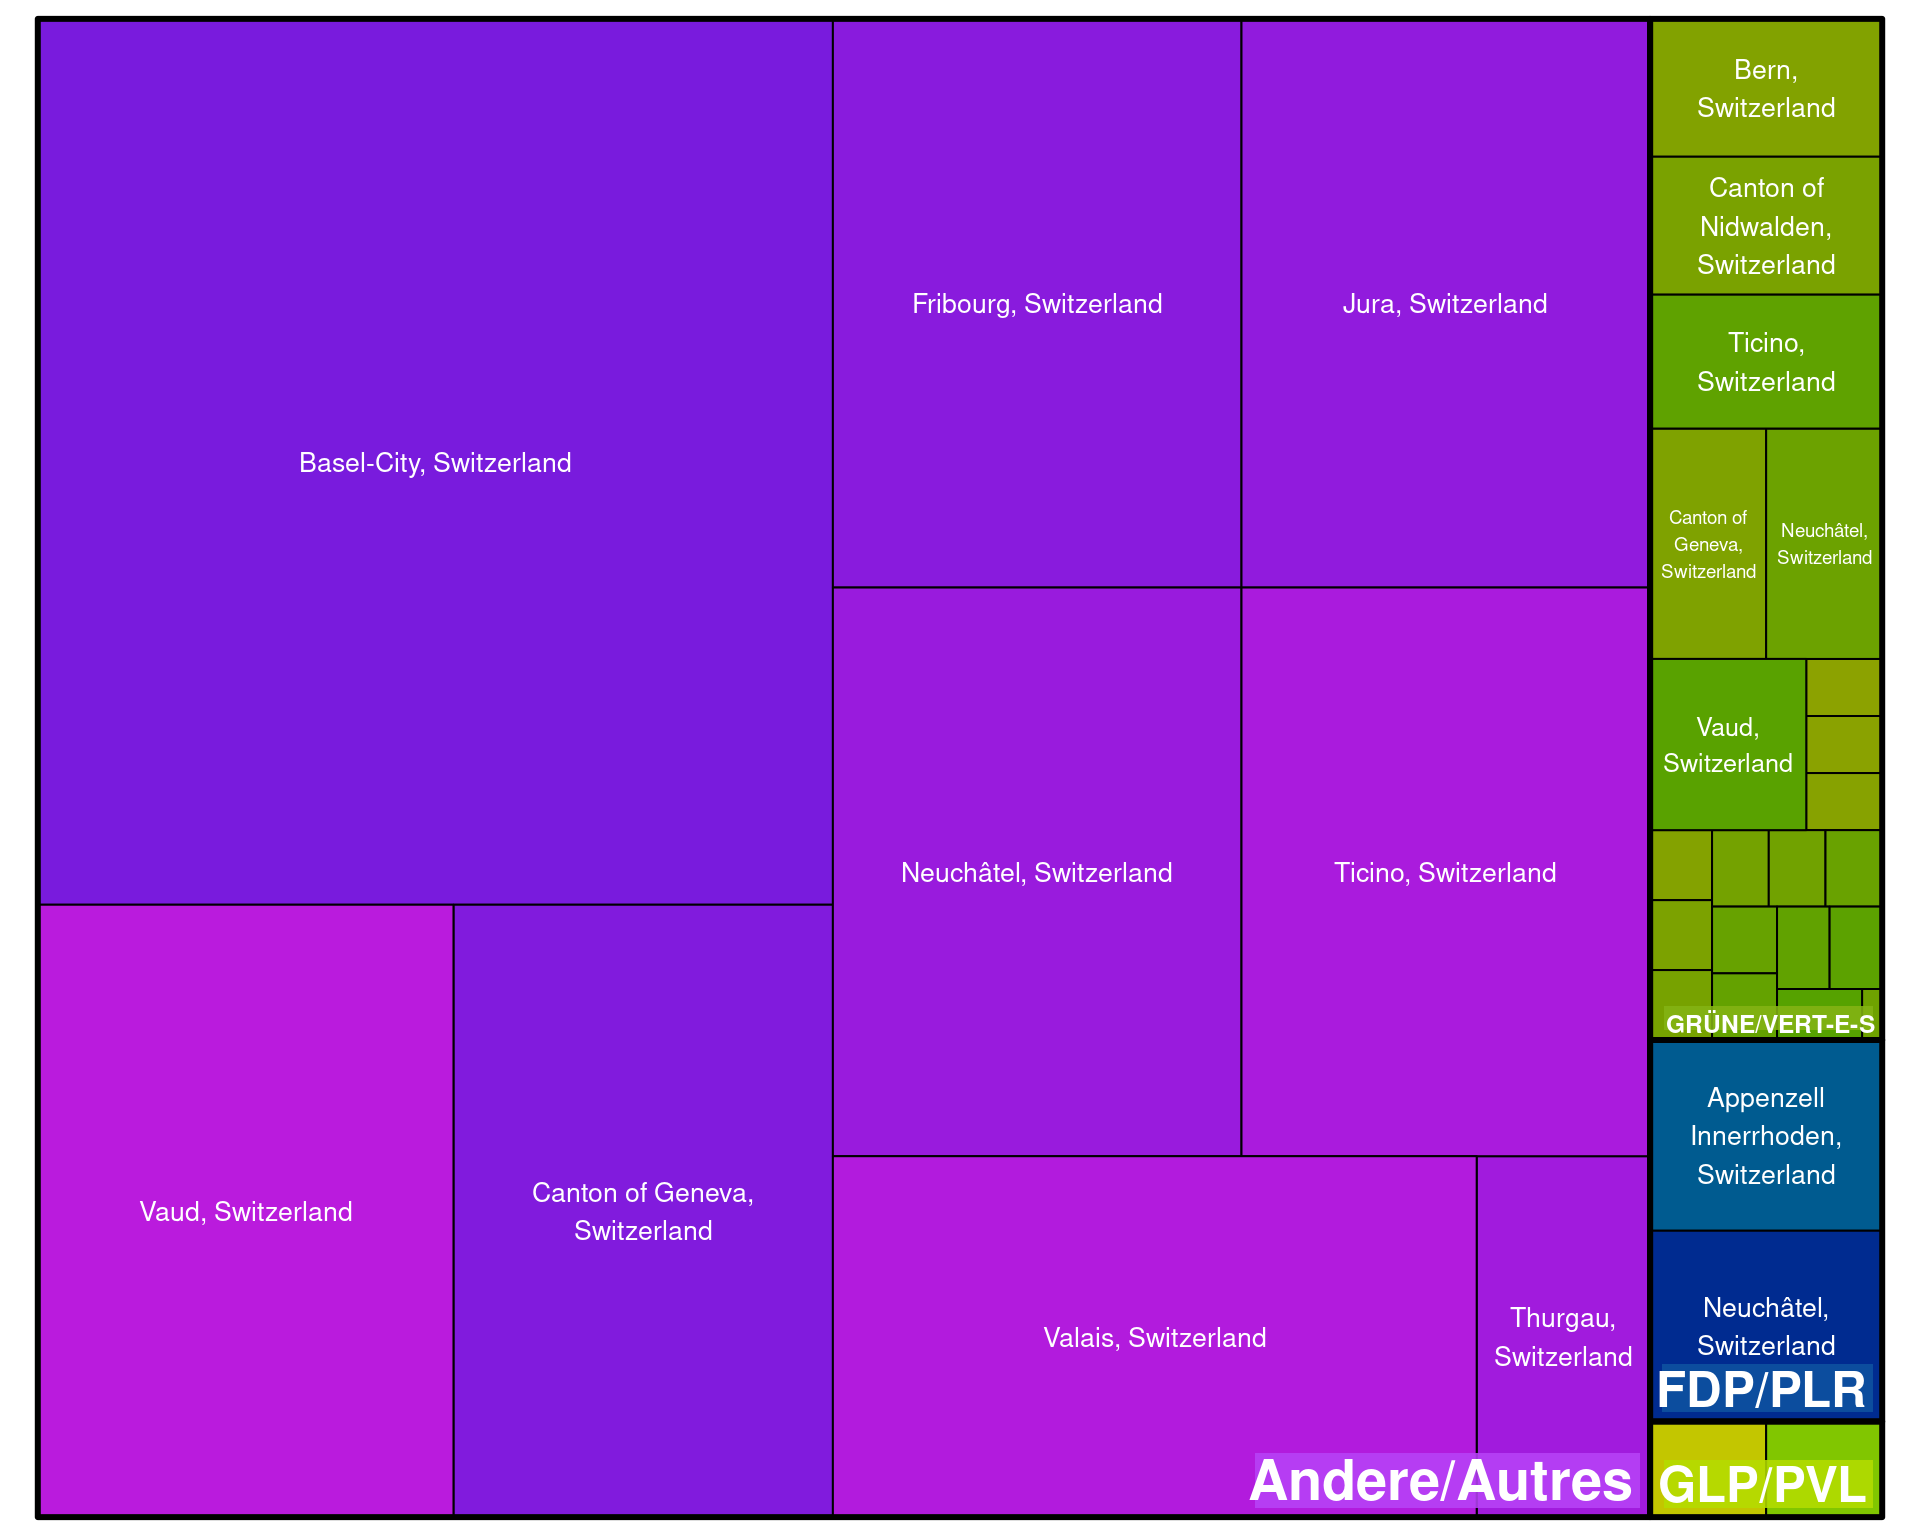 Basel-City, Switzerland
Vaud, Switzerland
Canton of Geneva,
Switzerland
Fribourg, Switzerland
Jura, Switzerland
Neuchâtel, Switzerland
Ticino, Switzerland
Valais, Switzerland
Thurgau,
Switzerland
Andere/Autres
Bern,
Switzerland
Canton of
Nidwalden,
Switzerland
Ticino,
Switzerland
Canton of
Geneva,
Switzerland
Neuchâtel,
Switzerland
Vaud,
Switzerland
GRÜNE/VERT-E-S
Appenzell
Innerrhoden,
Switzerland
Neuchâtel,
Switzerland
FDP/PLR
GLP/PVL